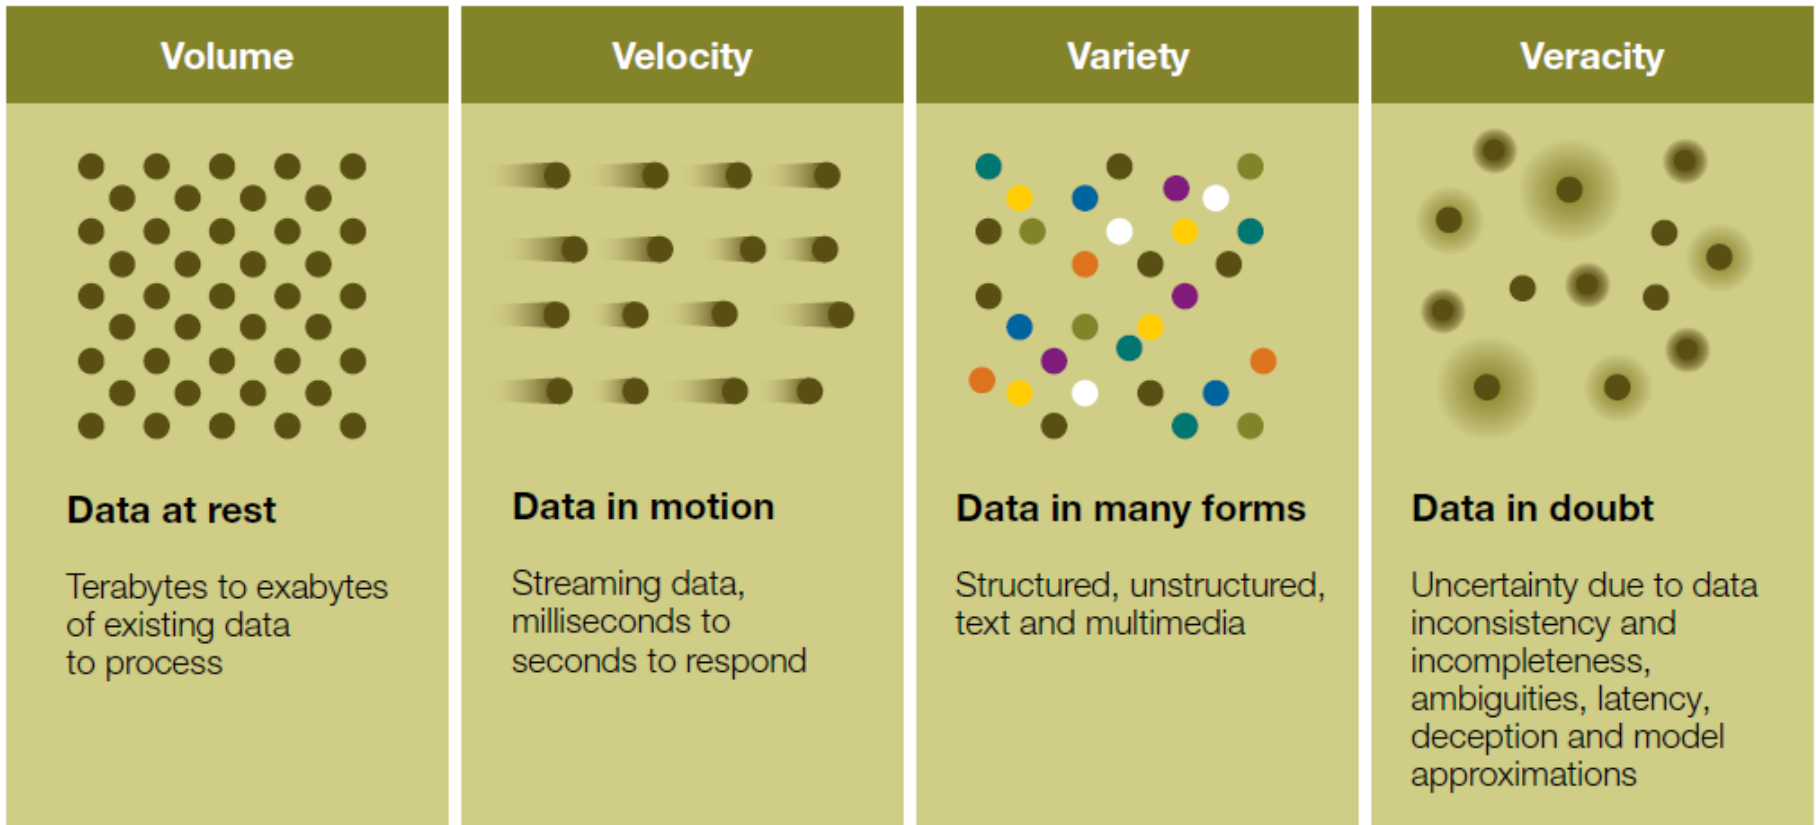 Volume
Data at rest
Terabytes to exabytes
of existing data
to process
Velocity
Data in motion
Streaming data,
milliseconds to
seconds to respond
Variety
Data in many forms
Structured, unstructured,
text and multimedia
Veracity
Data in doubt
Uncertainty due to data
inconsistency and
incompleteness,
ambiguities, latency,
deception and model
approximations